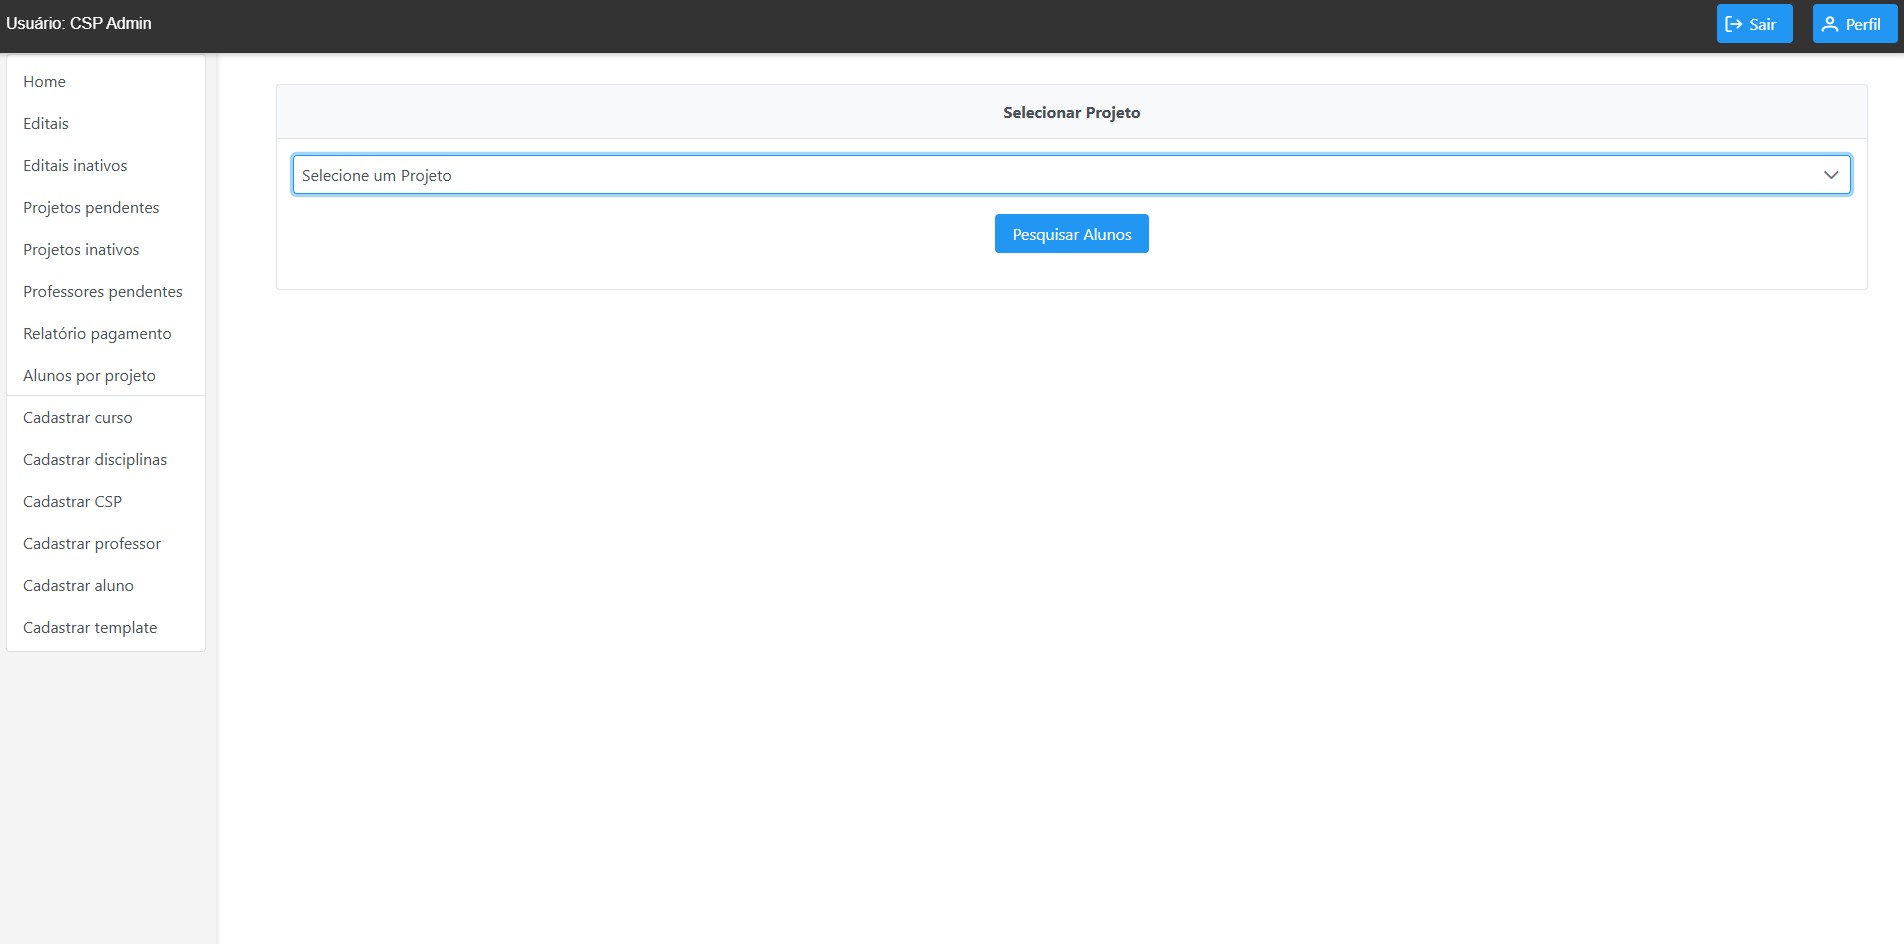 Usuário: CSP Admin
Sair
Perfil
Home
Editais
Editais inativos
Projetos pendentes
Projetos inativos
Professores pendentes
Relatório pagamento
Alunos por projeto
Cadastrar curso
Cadastrar disciplinas
Cadastrar CSP
Cadastrar professor
Cadastrar aluno
Cadastrar template
Selecionar Projeto
Selecione um Projeto
Pesquisar Alunos